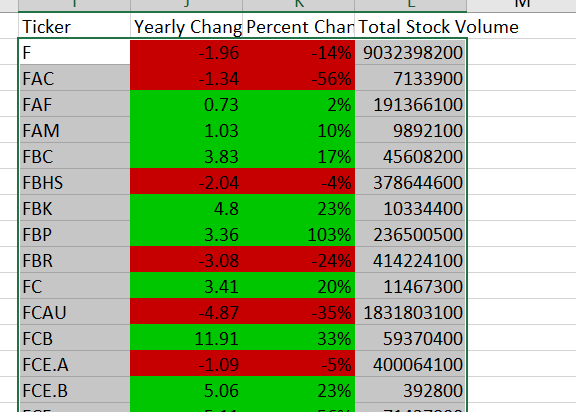 Ticker Yearly Chang Percent Char Total Stock Volume
F -1.96 -14% 9032398200
FAC -1.34 -56% 7133900
FAF 0.73 2% 191366100
FAM 1.03 10% 9892100
FBC 3.83 17% 45608200
FBHS -2.04 -4% 378644600
FBK 4.8 23% 10334400
FBP 3.36 103% 236500500
FBR -3.08 -24% 414224100
FC 3.41 20% 11467300
FCAU -4.87 -35% 1831803100
FCB 11.91 33% 59370400
FCE.A -1.09 -5% 400064100
FCE.B 5.06 23% 392800